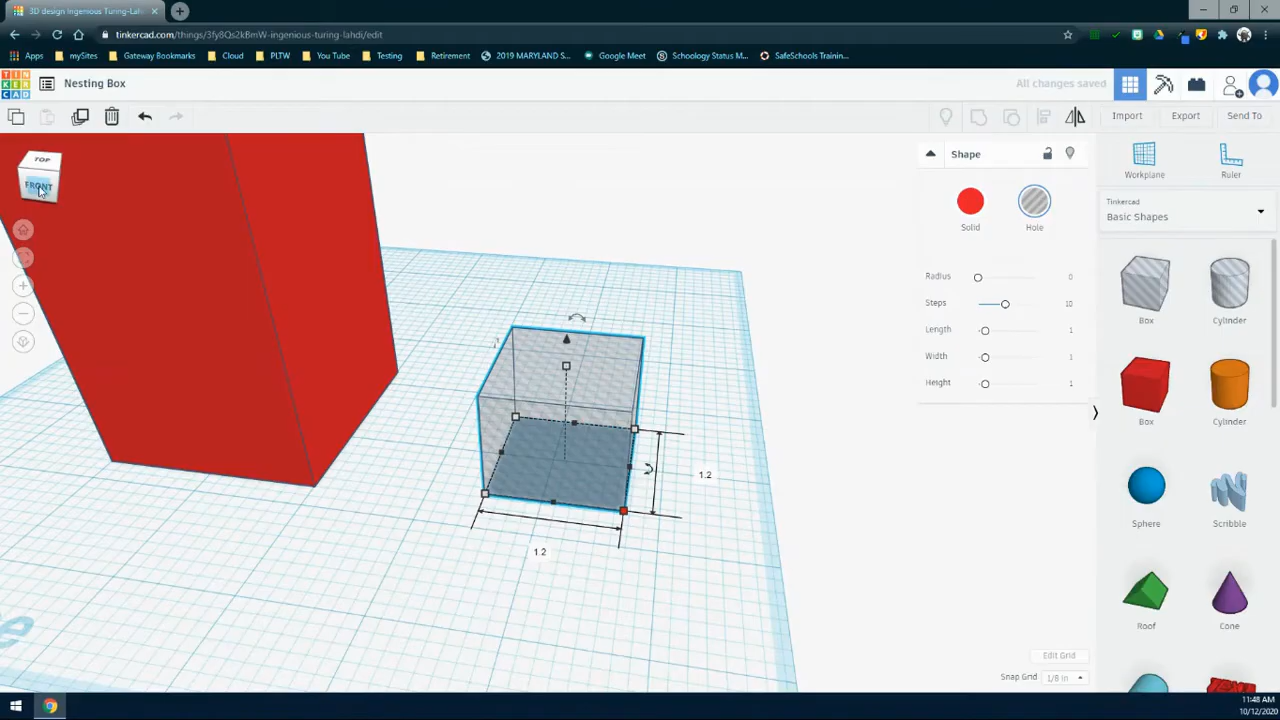 3D design Ingenious Turing-Lahdi
tinkercad.com/things/3fy8Qs2kBmW-ingenious-turing-lahdi/edit
Apps mySites Gateway Bookmarks Cloud PLTW You Tube Testing Retirement 2019 MARYLAND S... Google Meet Schoology Status M... SafeSchools Trainin...
TIN
KER
CAD
Nesting Box
All changes saved
Import Export Send To
TOP
FRONT
Shape
Solid Hole
Radius 0
Steps 10
Length 1
Width 1
Height 1
Workplane Ruler
Tinkercad
Basic Shapes
Box Cylinder
Box Cylinder
Sphere Scribble
Roof Cone
1.2
1.2
Edit Grid
Snap Grid 1/8 in
11:48 AM
10/12/2020